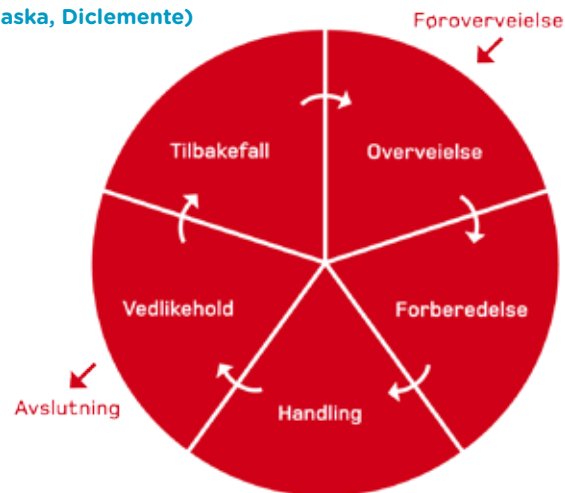 aska, Diclemente)
Føroverveielse
Tilbakefall
Overveielse
Vedlikehold
Forberedelse
Avslutning
Handling